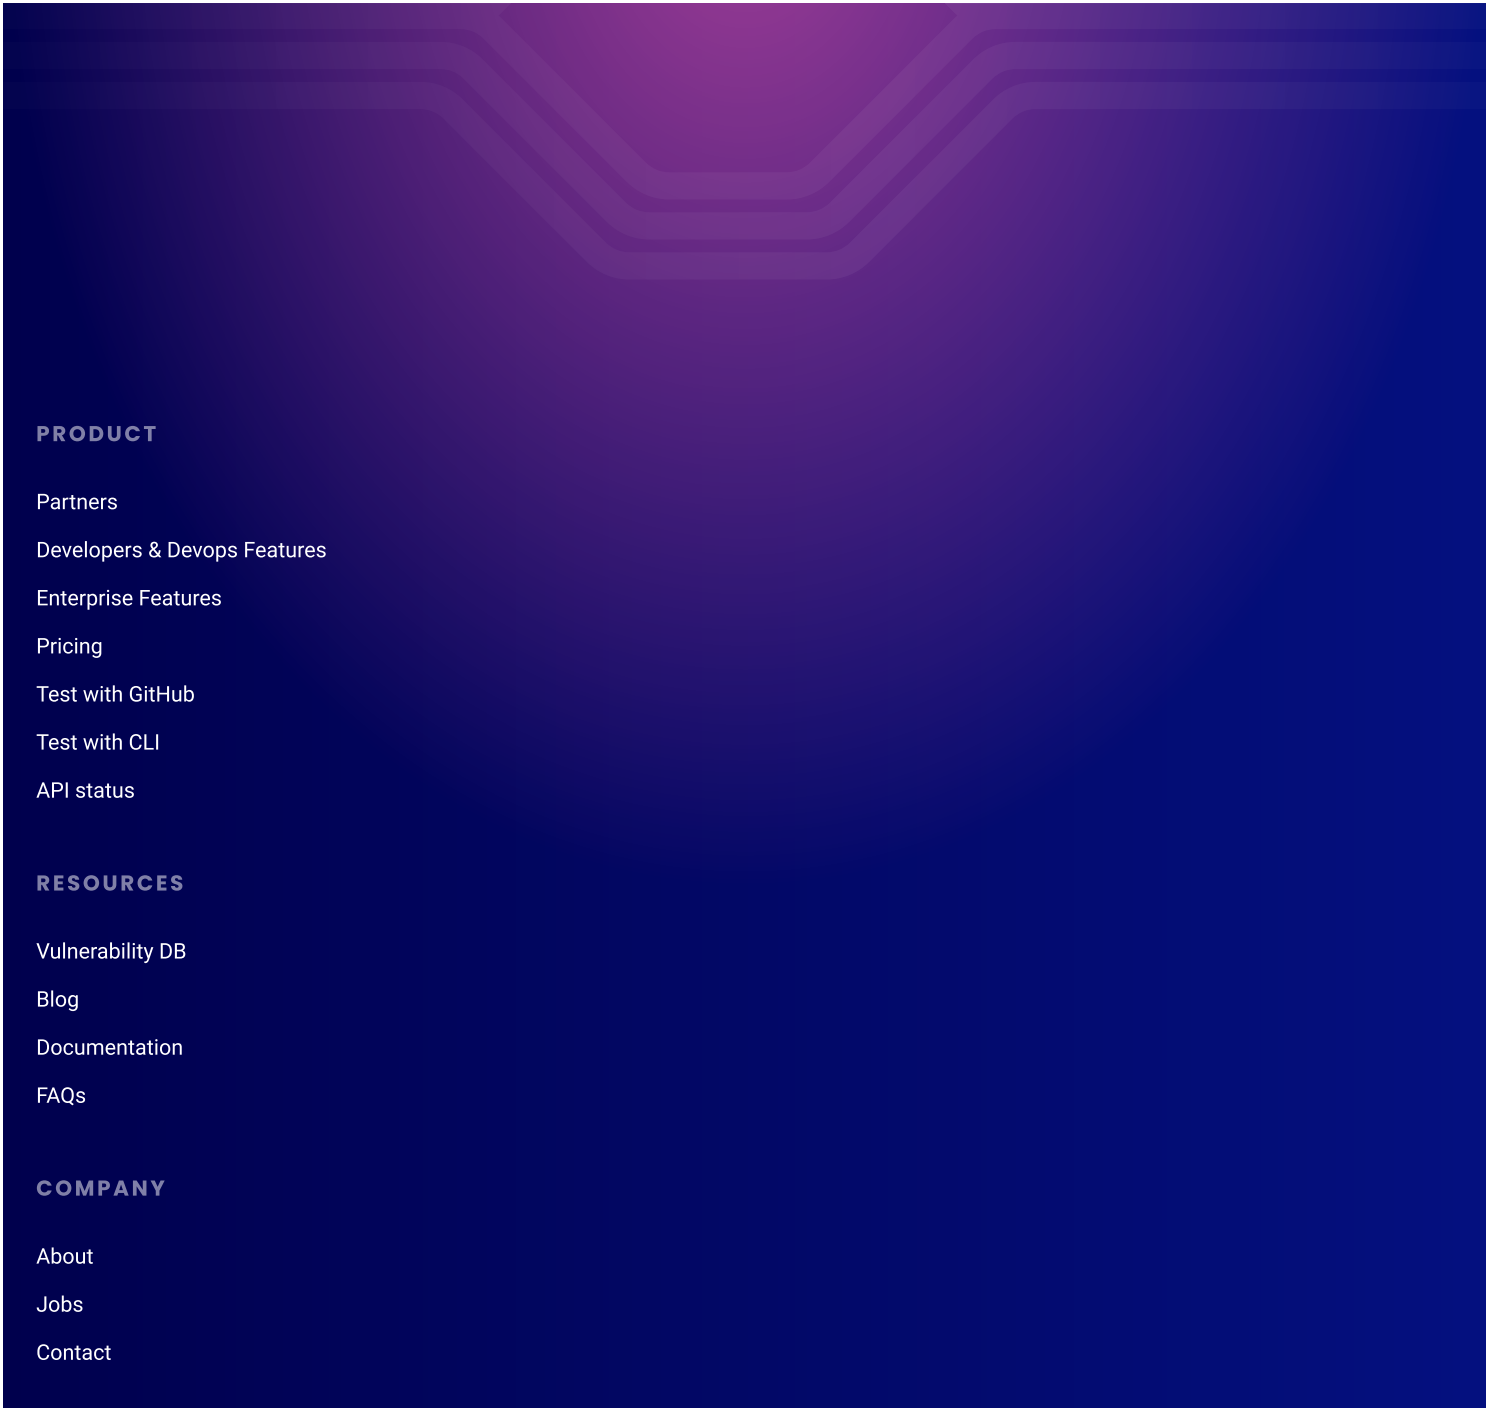 PRODUCT
Partners
Developers & Devops Features
Enterprise Features
Pricing
Test with GitHub
Test with CLI
API status
RESOURCES
Vulnerability DB
Blog
Documentation
FAQs
COMPANY
About
Jobs
Contact